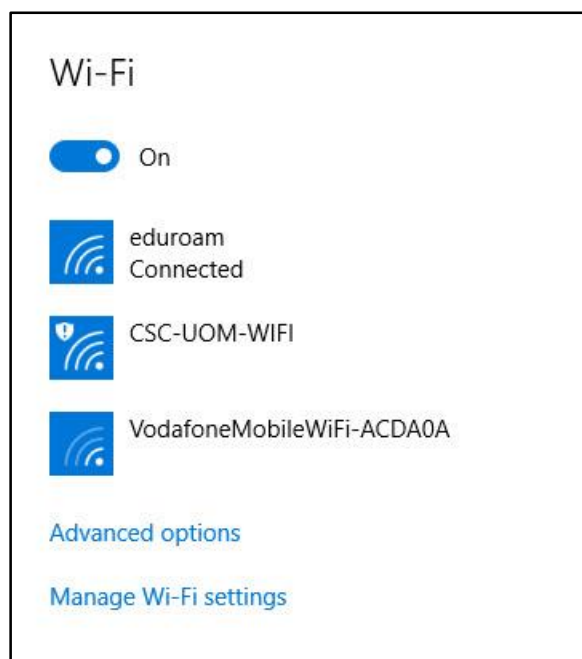 Wi-Fi
On
eduroam
Connected
CSC-UOM-WIFI
VodafoneMobileWiFi-ACDA0A
Advanced options
Manage Wi-Fi settings